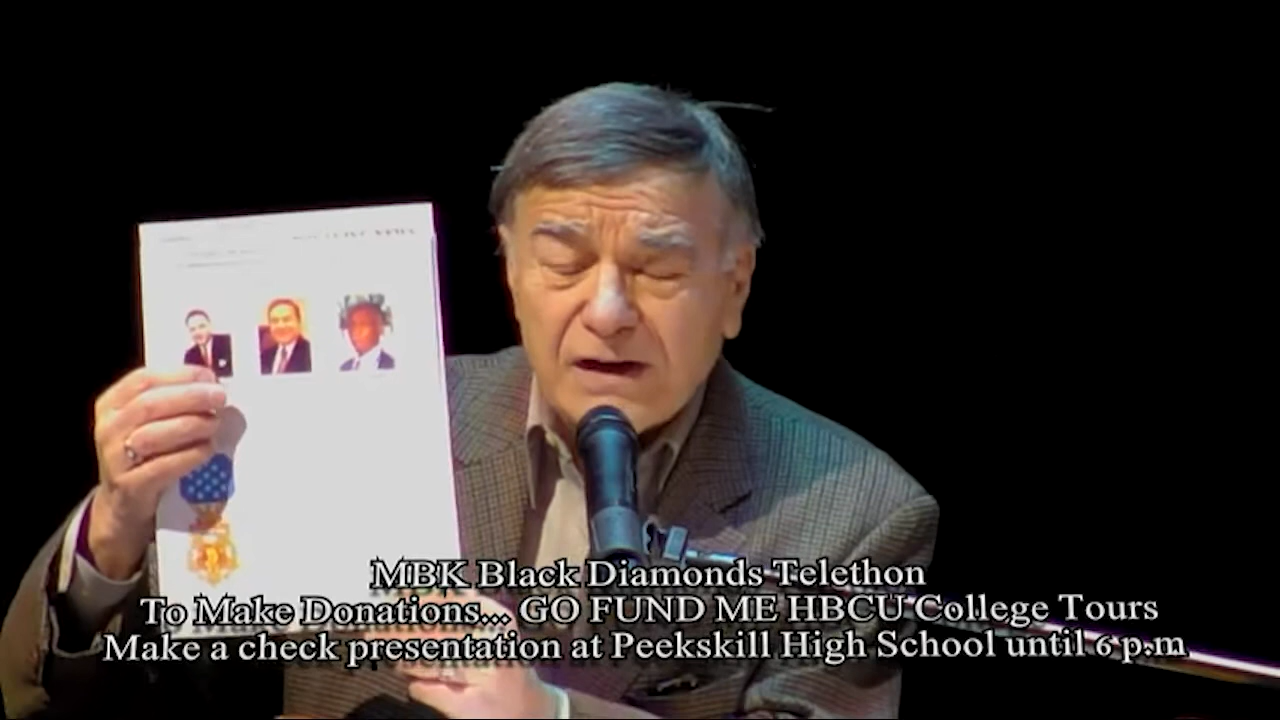 MBK Black Diamonds Telethon
To Make Donations... GO FUND ME HBCU College Tours
Make a check presentation at Peekskill High School until 6 p.m